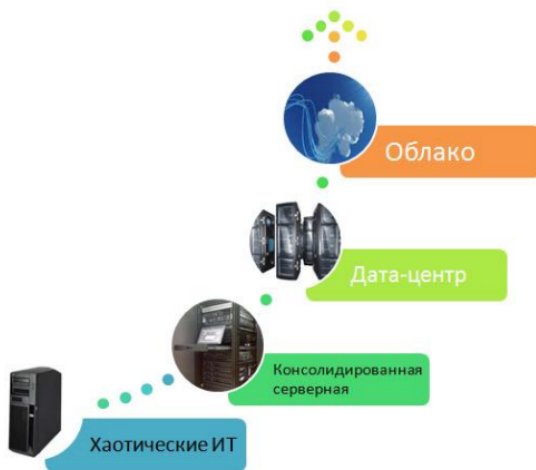 Облако
Дата-центр
Консолидированная
серверная
Хаотические ИТ